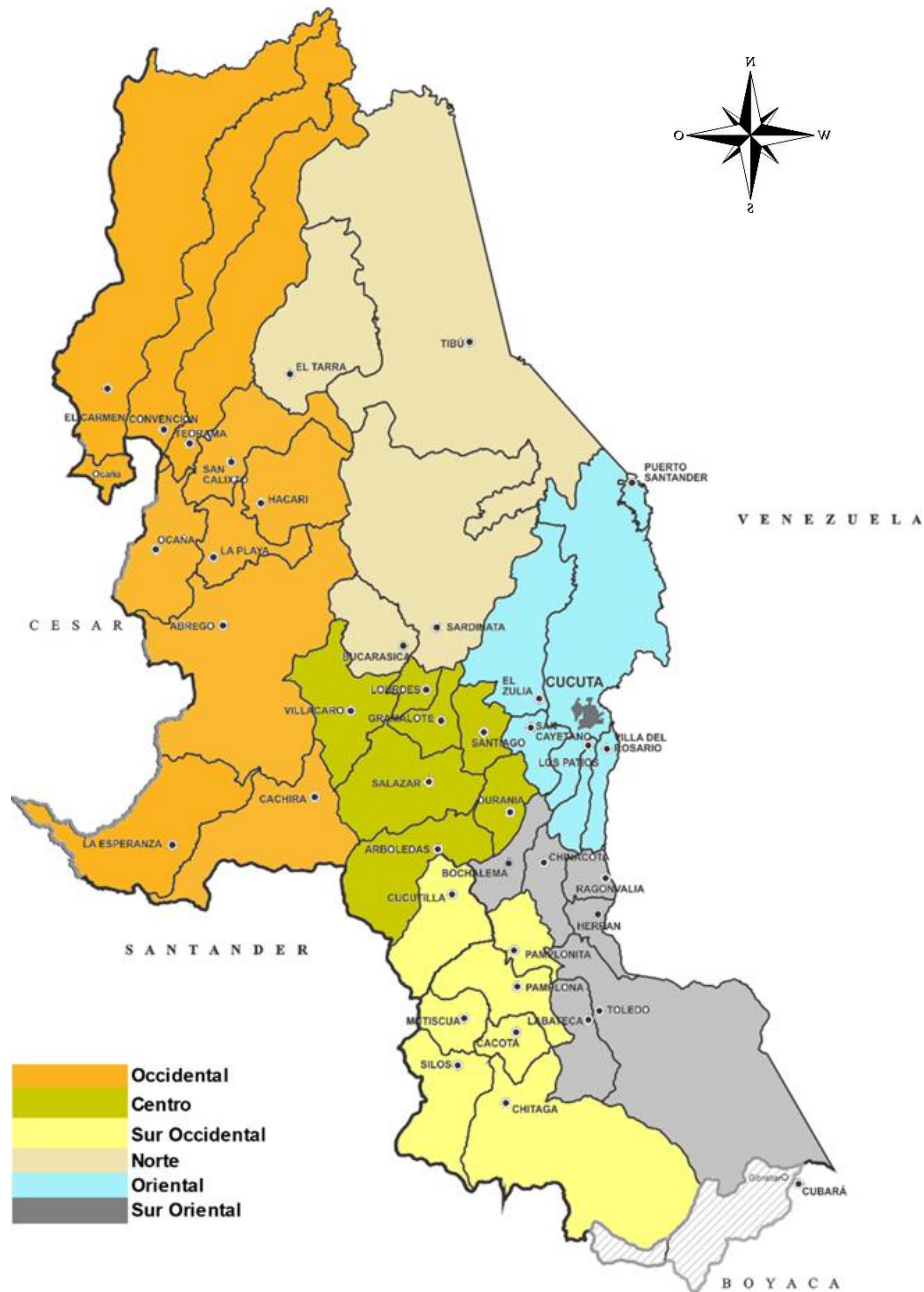 N
O
W
S
TIBÚ
EL TARRA
EL CARMEN
CONVENCIÓN
TEORAMA
SAN
CALIXTO
Ocaña
HACARI
PUERTO
SANTANDER
VENEZUELA
OCAÑA
LA PLAYA
CESAR
ABREGO
SARDINATA
BUCARASICA
LOURDES
EL
ZULIA
CUCUTA
VILLACARO
GRAMALOTE
SANTIAGO
SAN
CAYETANO
VILLA DEL
ROSARIO
LOS PATIOS
SALAZAR
CACHIRA
DURANIA
LA ESPERANZA
ARBOLEDAS
BOCHALEMA
CHINACOTA
RAGONVALIA
CUCUTILLA
HERRAN
SANTANDER
PAMPLONITA
PAMPLONA
MUTISCUA
LABATECA
TOLEDO
CACOTA
SILOS
CHITAGA
Occidental
Centro
Sur Occidental
Norte
Oriental
Sur Oriental
Gibraltar
CUBARÁ
BOYACA